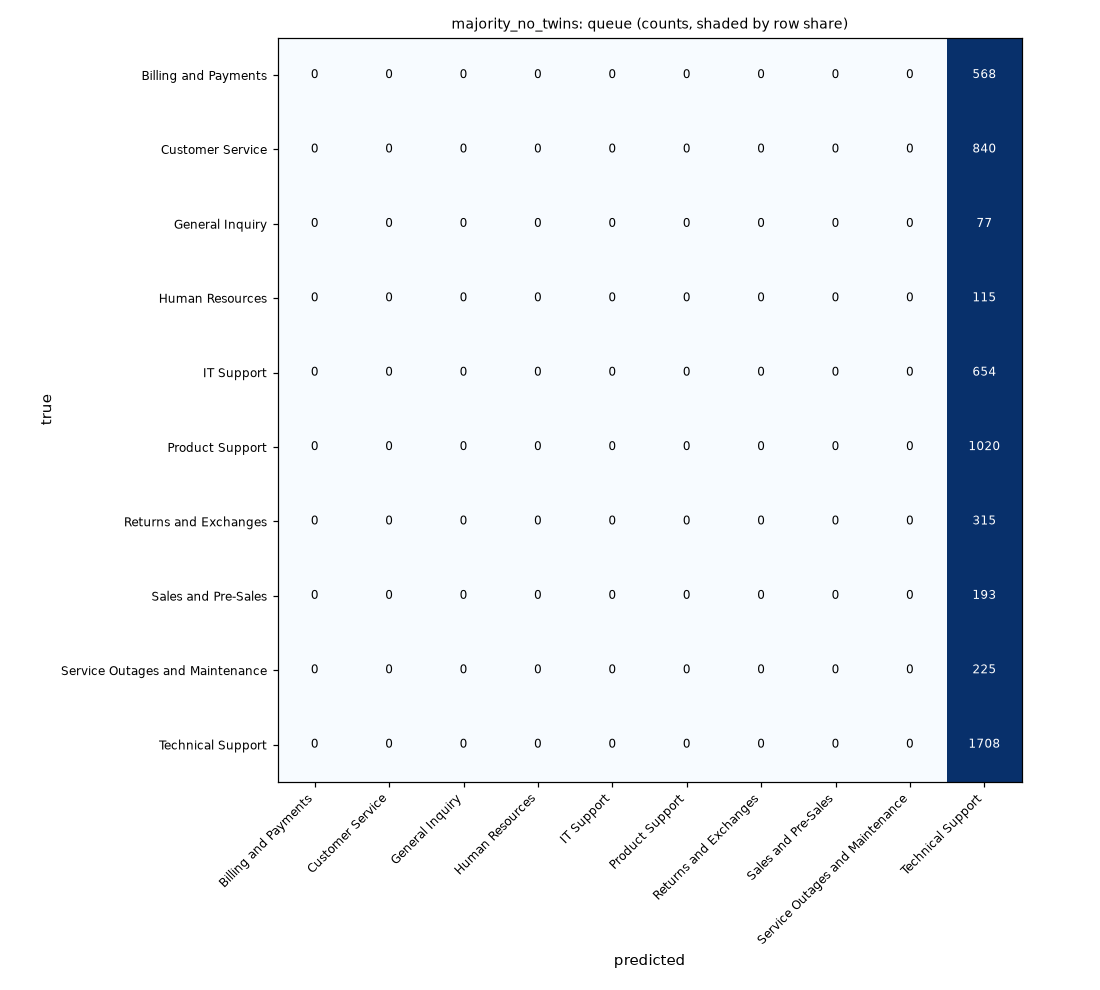 majority_no_twins: queue (counts, shaded by row share)
Billing and Payments 0 0 0 0 0 0 0 0 0 568
Customer Service 0 0 0 0 0 0 0 0 0 840
General Inquiry 0 0 0 0 0 0 0 0 0 77
Human Resources 0 0 0 0 0 0 0 0 0 115
IT Support 0 0 0 0 0 0 0 0 0 654
true
Product Support 0 0 0 0 0 0 0 0 0 1020
Returns and Exchanges 0 0 0 0 0 0 0 0 0 315
Sales and Pre-Sales 0 0 0 0 0 0 0 0 0 193
Service Outages and Maintenance 0 0 0 0 0 0 0 0 0 225
Technical Support 0 0 0 0 0 0 0 0 0 1708
Billing and Payments
Customer Service
General Inquiry
Human Resources
IT Support
Product Support
Returns and Exchanges
Sales and Pre-Sales
Service Outages and Maintenance
Technical Support
predicted